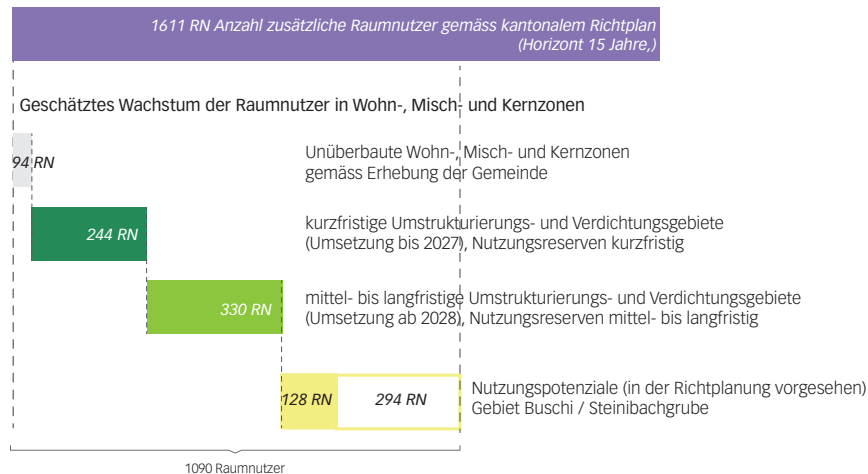 1611 RN Anzahl zusätzliche Raumnutzer gemäss kantonalem Richtplan
(Horizont 15 Jahre,)
Geschätztes Wachstum der Raumnutzer in Wohn-, Misch- und Kernzonen
94 RN
Unüberbaute Wohn-, Misch- und Kernzonen
gemäss Erhebung der Gemeinde
244 RN
kurzfristige Umstrukturierungs- und Verdichtungsgebiete
(Umsetzung bis 2027), Nutzungsreserven kurzfristig
330 RN
mittel- bis langfristige Umstrukturierungs- und Verdichtungsgebiete
(Umsetzung ab 2028), Nutzungsreserven mittel- bis langfristig
128 RN
294 RN
Nutzungspotenziale (in der Richtplanung vorgesehen)
Gebiet Buschi / Steinibachgrube
1090 Raumnutzer